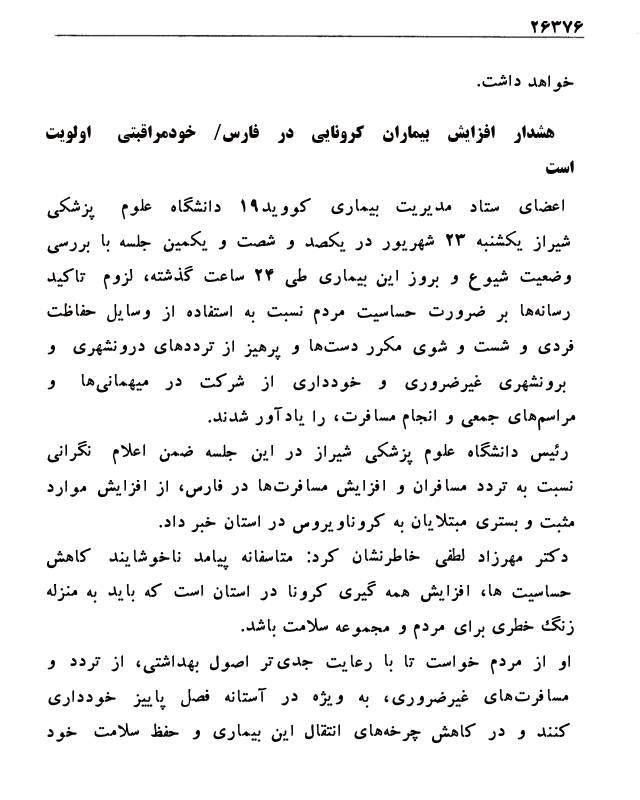 ۲۶۳۷۶
خواهد داشت.
هشدار افزایش بیماران کرونایی در فارس/ خودمراقبتی اولویت
است
اعضای ستاد مدیریت بیماری کووید۱۹ دانشگاه علوم پزشکی
شیراز یکشنبه ۲۳ شهریور در یکصد و شصت و یکمین جلسه با بررسی
وضعیت شیوع و بروز این بیماری طی ۲۴ ساعت گذشته، لزوم تاکید
رسانه‌ها بر ضرورت حساسیت مردم نسبت به استفاده از وسایل حفاظت
فردی و شست و شوی مکرر دست‌ها و پرهیز از ترددهای درونشهری و
برونشهری غیرضروری و خودداری از شرکت در میهمانی‌ها و
مراسم‌های جمعی و انجام مسافرت، را یادآور شدند.
رئیس دانشگاه علوم پزشکی شیراز در این جلسه ضمن اعلام نگرانی
نسبت به تردد مسافران و افزایش مسافرت‌ها در فارس، از افزایش موارد
مثبت و بستری مبتلایان به کروناویروس در استان خبر داد.
دکتر مهرزاد لطفی خاطرنشان کرد: متاسفانه پیامد ناخوشایند کاهش
حساسیت ها، افزایش همه گیری کرونا در استان است که باید به منزله
زنگ خطری برای مردم و مجموعه سلامت باشد.
او از مردم خواست تا با رعایت جدی‌تر اصول بهداشتی، از تردد و
مسافرت‌های غیرضروری، به ویژه در آستانه فصل پاییز خودداری
کنند و در کاهش چرخه‌های انتقال این بیماری و حفظ سلامت خود